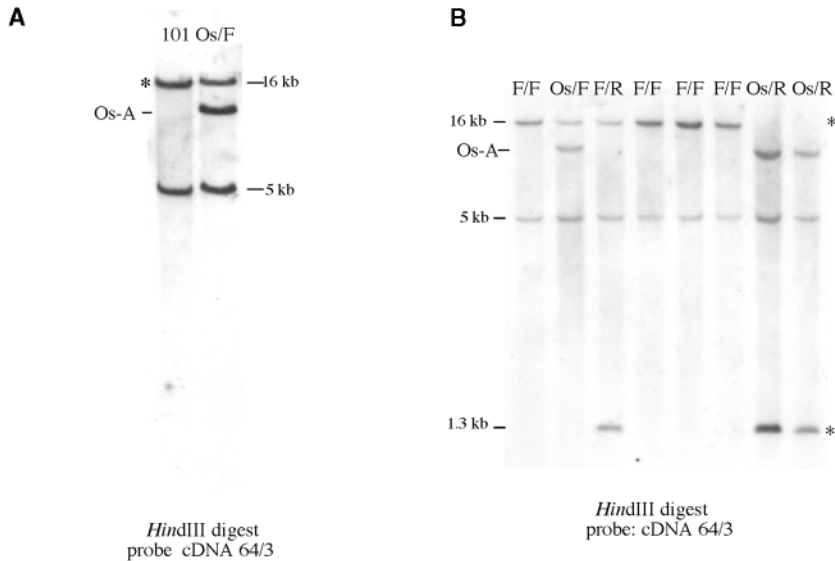 A
101 Os/F
* 16 kb
Os-A
5 kb
HindIII digest
probe cDNA 64/3
B
F/F Os/F F/R F/F F/F F/F Os/R Os/R
16 kb *
Os-A
5 kb
1.3 kb *
HindIII digest
probe: cDNA 64/3